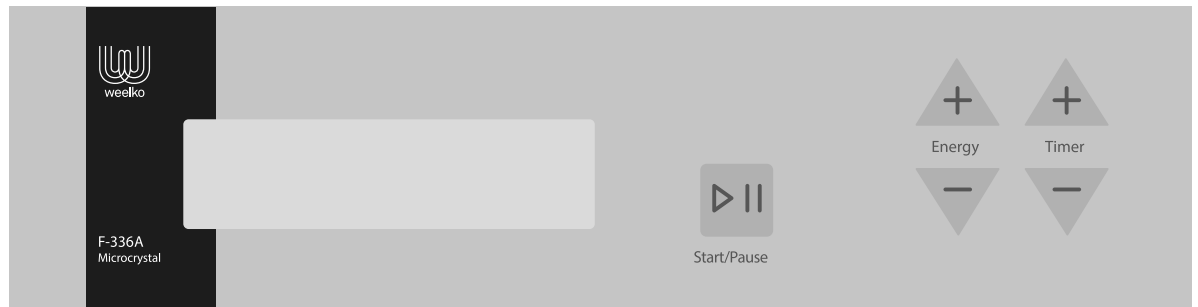 weelko
F-336A
Microcrystal
Start/Pause
Energy
Timer